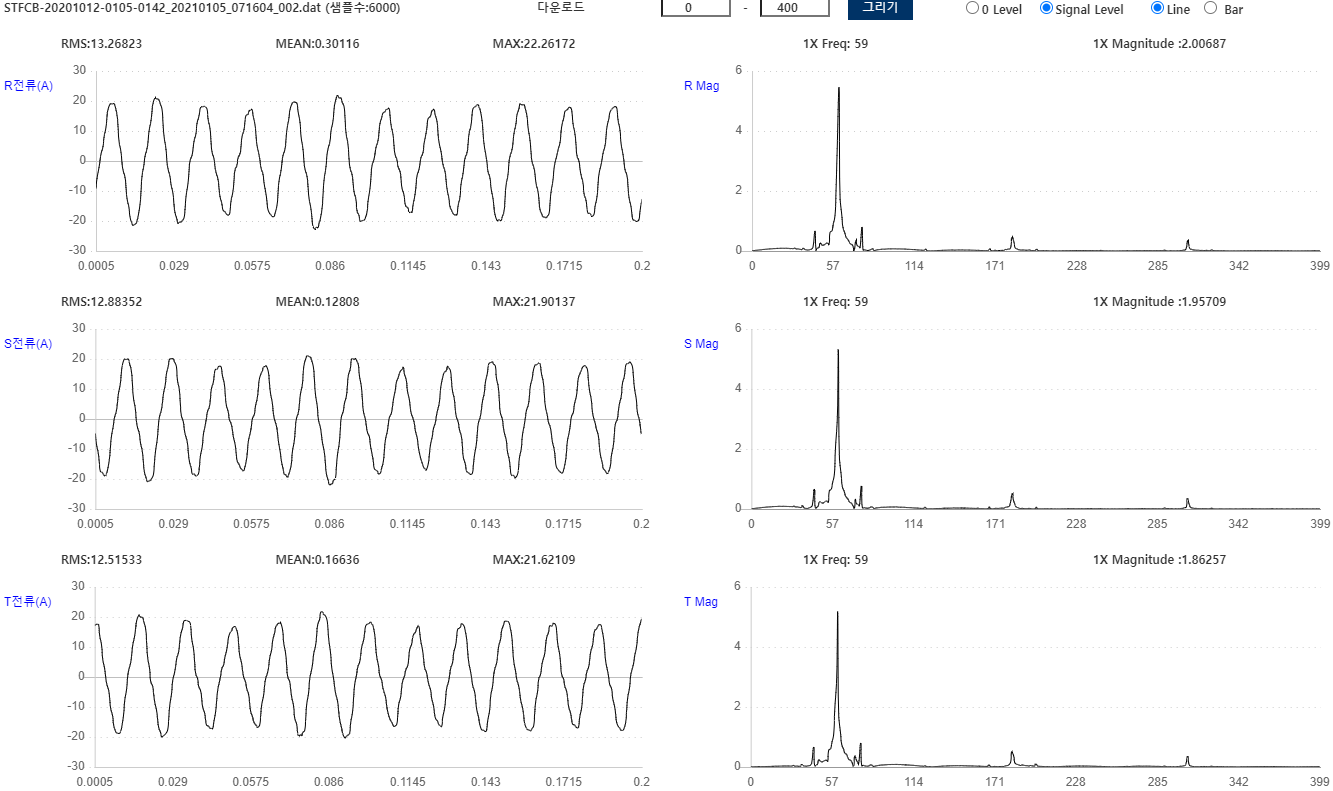 STFCB-20201012-0105-0142_20210105_071604_002.dat (샘플수:6000) 다운로드 0 - 400 그리기 0 Level Signal Level Line Bar
RMS:13.26823 MEAN:0.30116 MAX:22.26172 1X Freq: 59 1X Magnitude :2.00687
R전류(A)
30
20
10
0
-10
-20
-30
0.0005 0.029 0.0575 0.086 0.1145 0.143 0.1715 0.2
R Mag
6
4
2
0
0 57 114 171 228 285 342 399
RMS:12.88352 MEAN:0.12808 MAX:21.90137 1X Freq: 59 1X Magnitude :1.95709
S전류(A)
30
20
10
0
-10
-20
-30
0.0005 0.029 0.0575 0.086 0.1145 0.143 0.1715 0.2
S Mag
6
4
2
0
0 57 114 171 228 285 342 399
RMS:12.51533 MEAN:0.16636 MAX:21.62109 1X Freq: 59 1X Magnitude :1.86257
T전류(A)
30
20
10
0
-10
-20
-30
0.0005 0.029 0.0575 0.086 0.1145 0.143 0.1715 0.2
T Mag
6
4
2
0
0 57 114 171 228 285 342 399